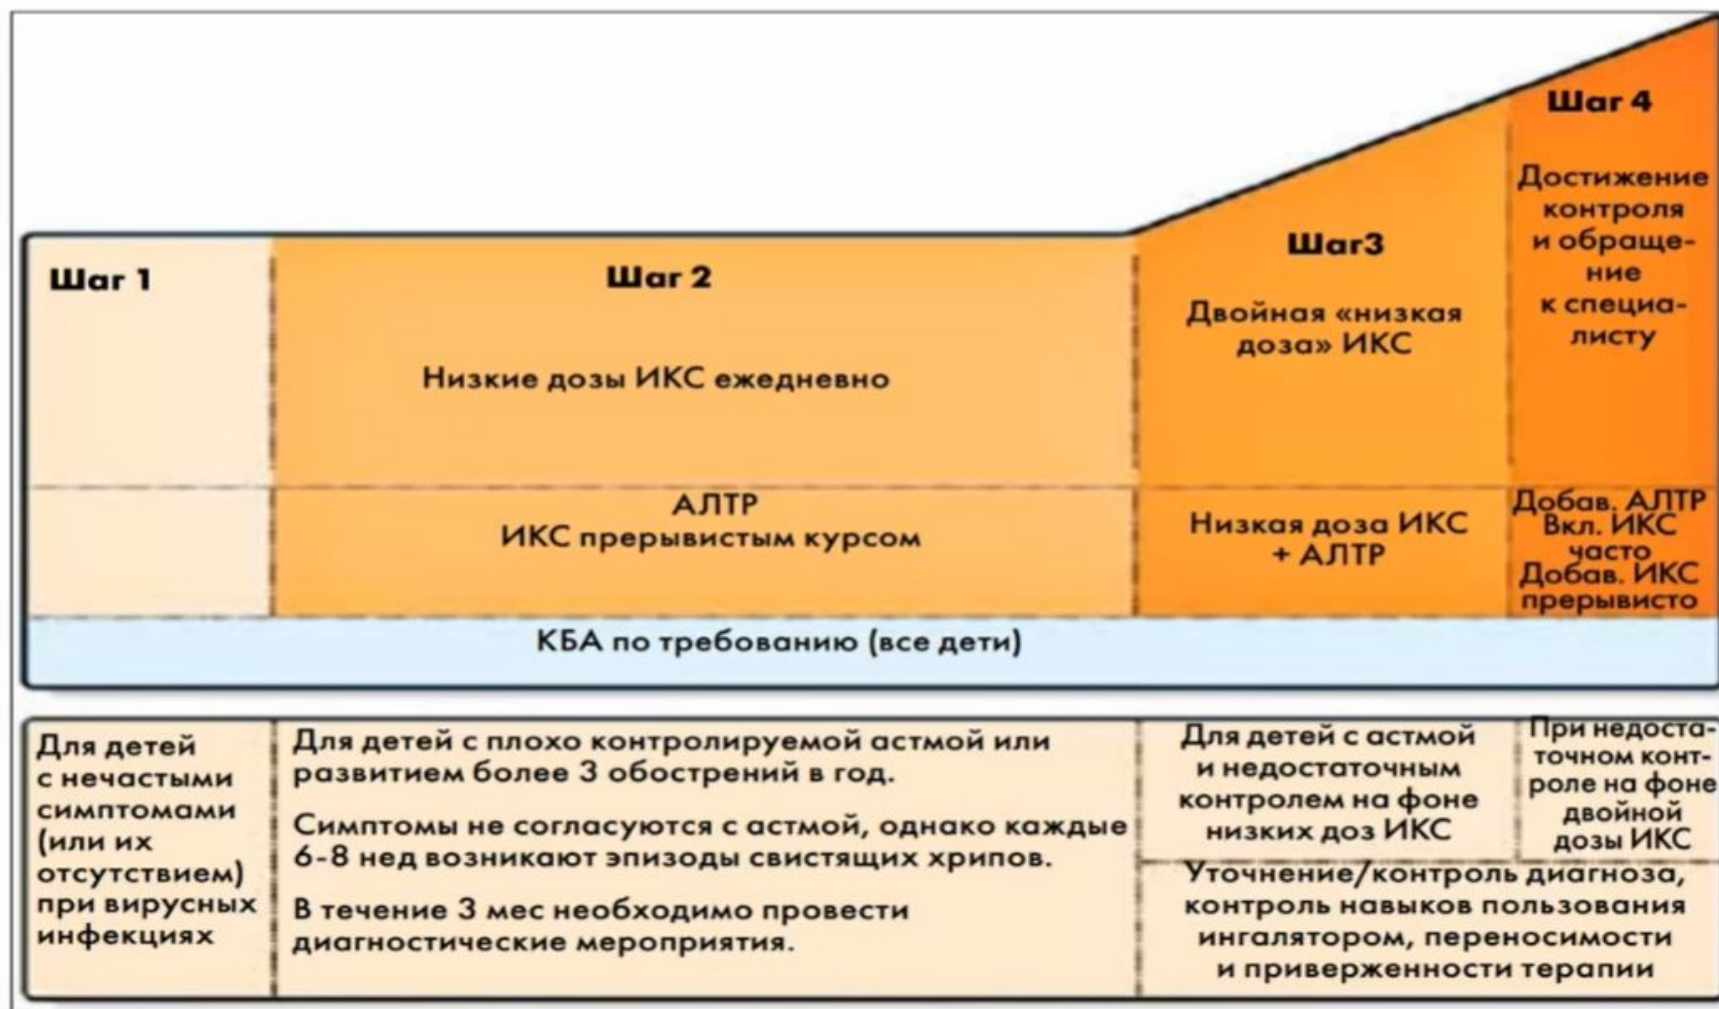 Шаг 1
Шаг 2
Низкие дозы ИКС ежедневно
Шаг3
Двойная «низкая
доза» ИКС
Шаг 4
Достижение
контроля
и обраще-
ние
к специа-
листу
АЛТР
ИКС прерывистым курсом
Низкая доза ИКС
+ АЛТР
Добав. АЛТР
Вкл. ИКС
часто
Добав. ИКС
прерывисто
КБА по требованию (все дети)
Для детей
с нечастыми
симптомами
(или их
отсутствием)
при вирусных
инфекциях
Для детей с плохо контролируемой астмой или
развитием более 3 обострений в год.
Симптомы не согласуются с астмой, однако каждые
6-8 нед возникают эпизоды свистящих хрипов.
В течение 3 мес необходимо провести
диагностические мероприятия.
Для детей с астмой
и недостаточным
контролем на фоне
низких доз ИКС
При недоста-
точном конт-
роле на фоне
двойной
дозы ИКС
Уточнение/контроль диагноза,
контроль навыков пользования
ингалятором, переносимости
и приверженности терапии